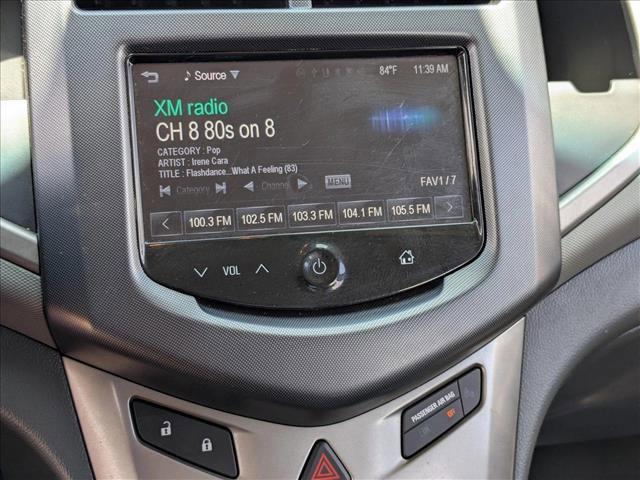 Source 84°F 11:39 AM
XM radio
CH 8 80s on 8
CATEGORY : Pop
ARTIST : Irene Cara
TITLE : Flashdance...What A Feeling (83)
Category Channel MENU FAV1 / 7
100.3 FM 102.5 FM 103.3 FM 104.1 FM 105.5 FM
VOL
PASSENGER AIR BAG
ON OFF